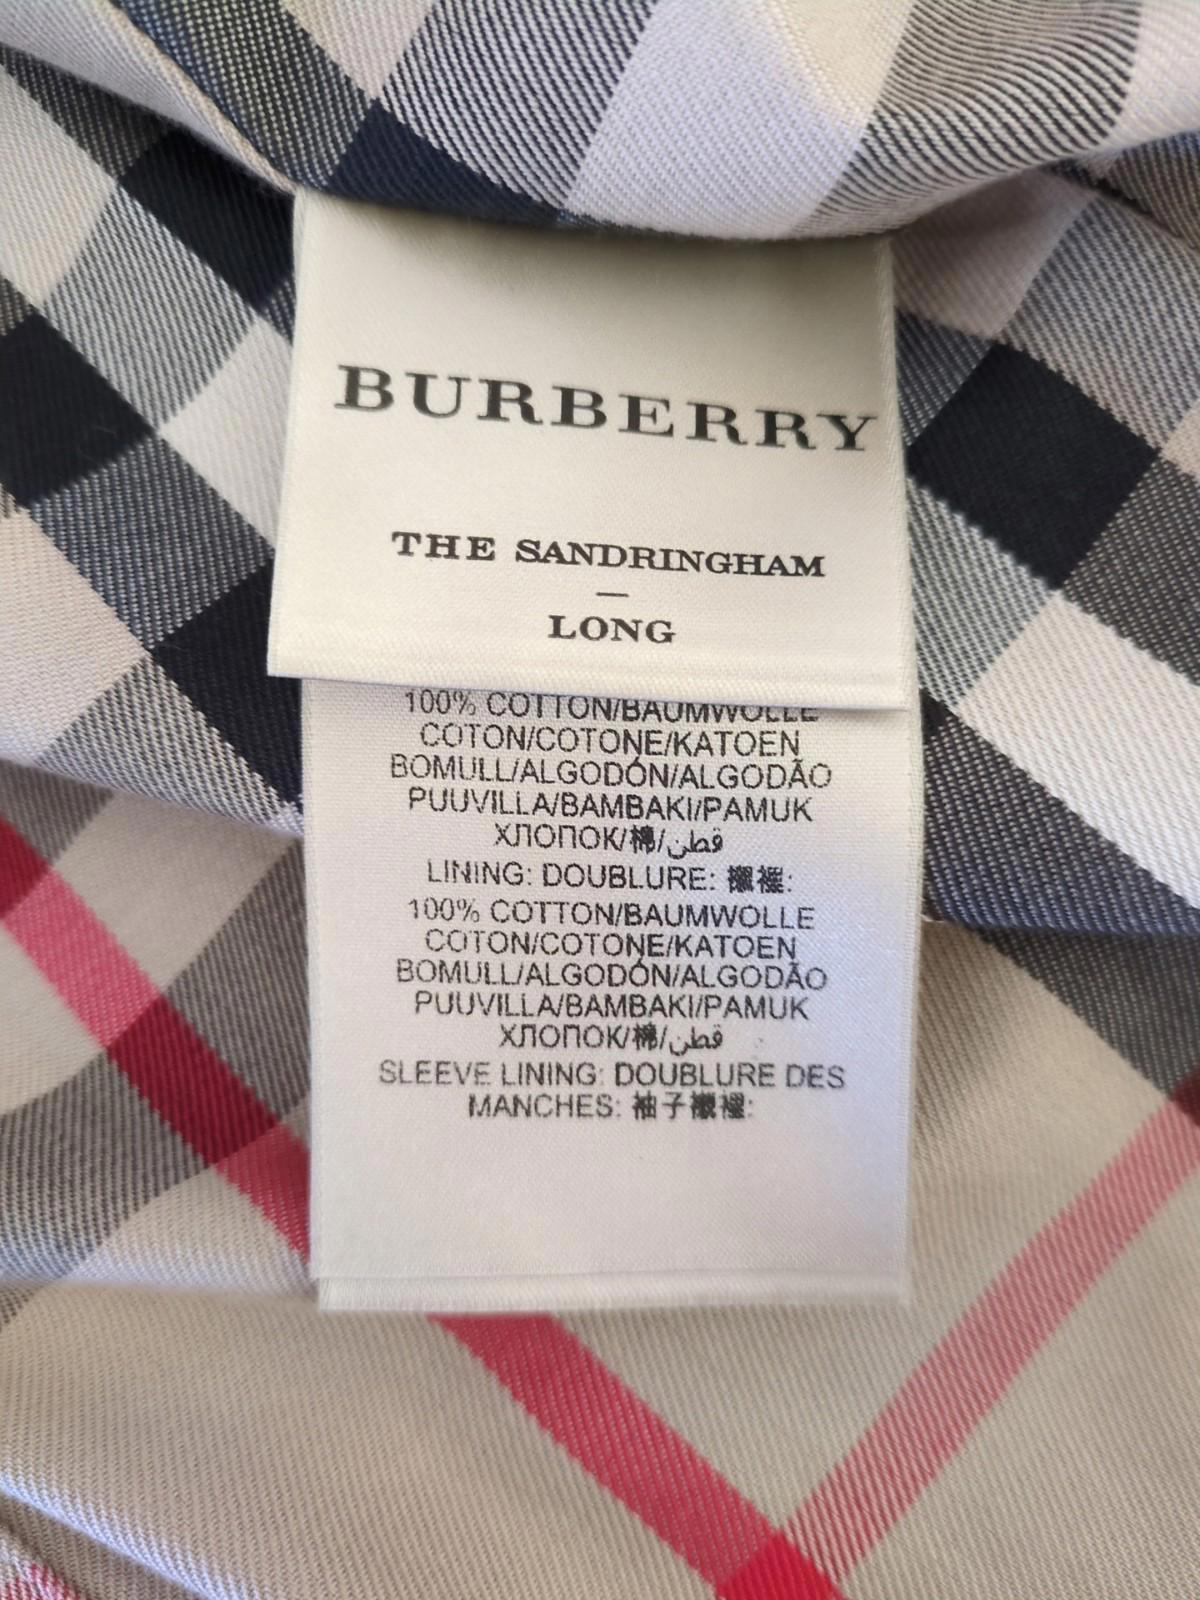 BURBERRY
THE SANDRINGHAM
—
LONG
100% COTTON/BAUMWOLLE
COTON/COTONE/KATOEN
BOMULL/ALGODÓN/ALGODÃO
PUUVILLA/BAMBAKI/PAMUK
ХЛОПОК/棉/قطن
LINING: DOUBLURE: 襯裡:
100% COTTON/BAUMWOLLE
COTON/COTONE/KATOEN
BOMULL/ALGODÓN/ALGODÃO
PUUVILLA/BAMBAKI/PAMUK
ХЛОПОК/棉/قطن
SLEEVE LINING: DOUBLURE DES
MANCHES: 袖子襯裡: